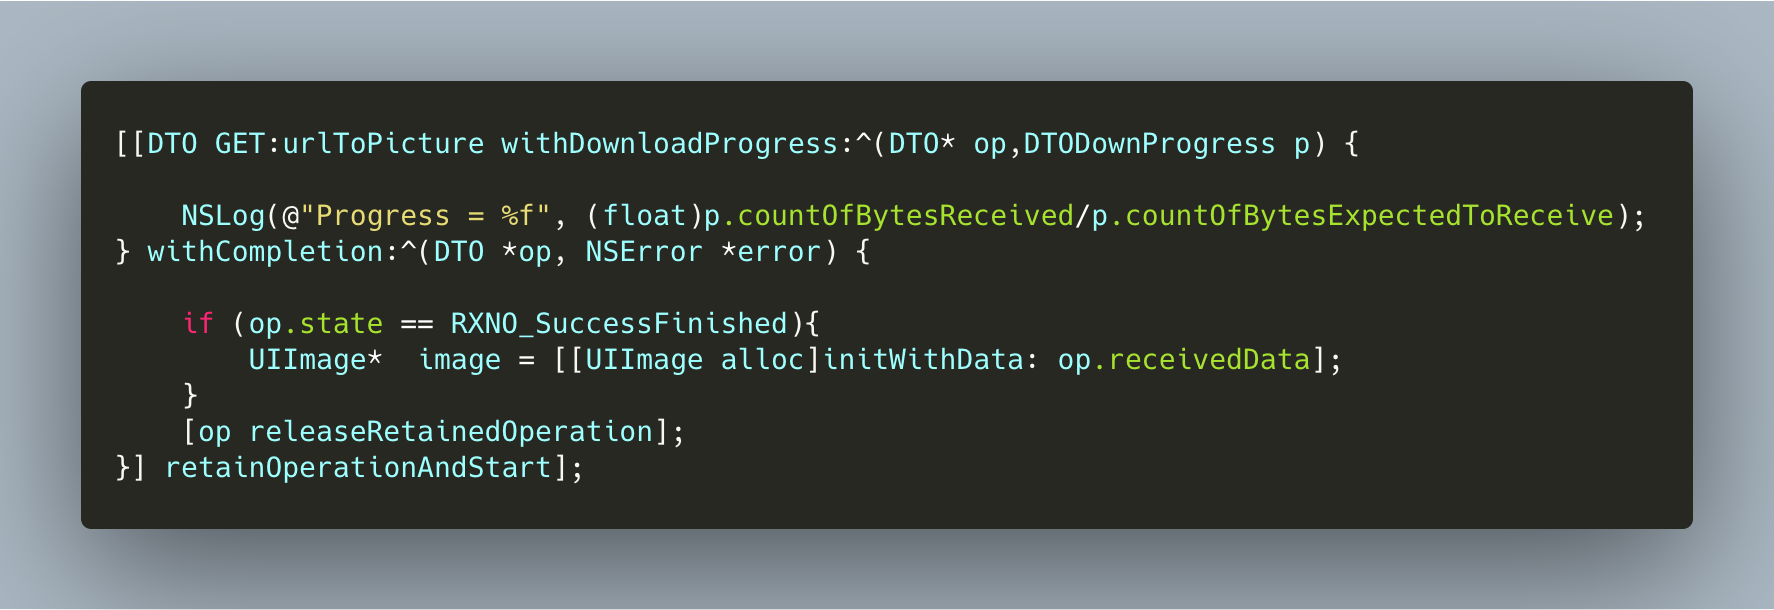 [[DTO GET:urlToPicture withDownloadProgress:^(DTO* op,DTODownProgress p) {
NSLog(@"Progress = %f", (float)p.countOfBytesReceived/p.countOfBytesExpectedToReceive);
} withCompletion:^(DTO *op, NSError *error) {
if (op.state == RXNO_SuccessFinished){
UIImage*  image = [[UIImage alloc]initWithData: op.receivedData];
}
[op releaseRetainedOperation];
}] retainOperationAndStart];